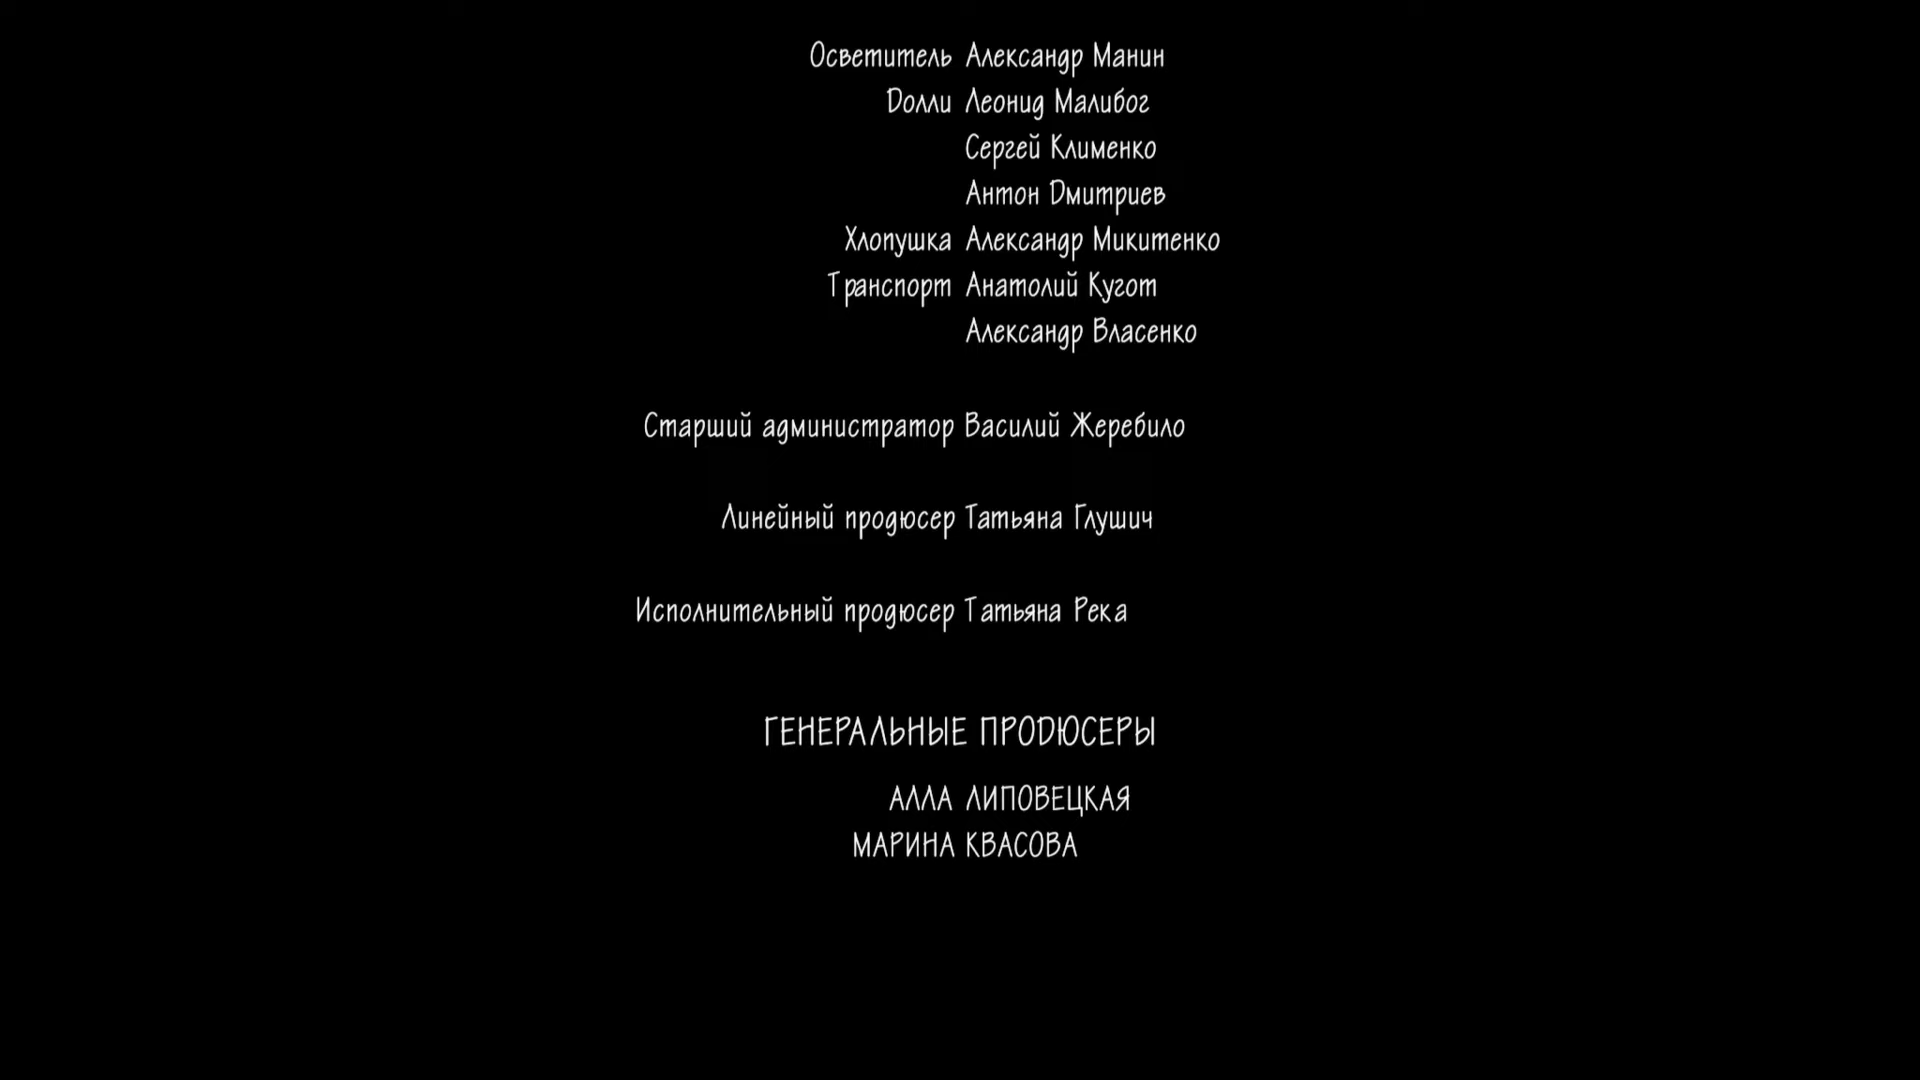 Осветитель Александр Манин
Долли Леонид Малибог
Сергей Клименко
Антон Дмитриев
Хлопушка Александр Микитенко
Транспорт Анатолий Кугот
Александр Власенко
Старший администратор Василий Жеребило
Линейный продюсер Татьяна Глушич
Исполнительный продюсер Татьяна Река
ГЕНЕРАЛЬНЫЕ ПРОДЮСЕРЫ
АЛЛА ЛИПОВЕЦКАЯ
МАРИНА КВАСОВА